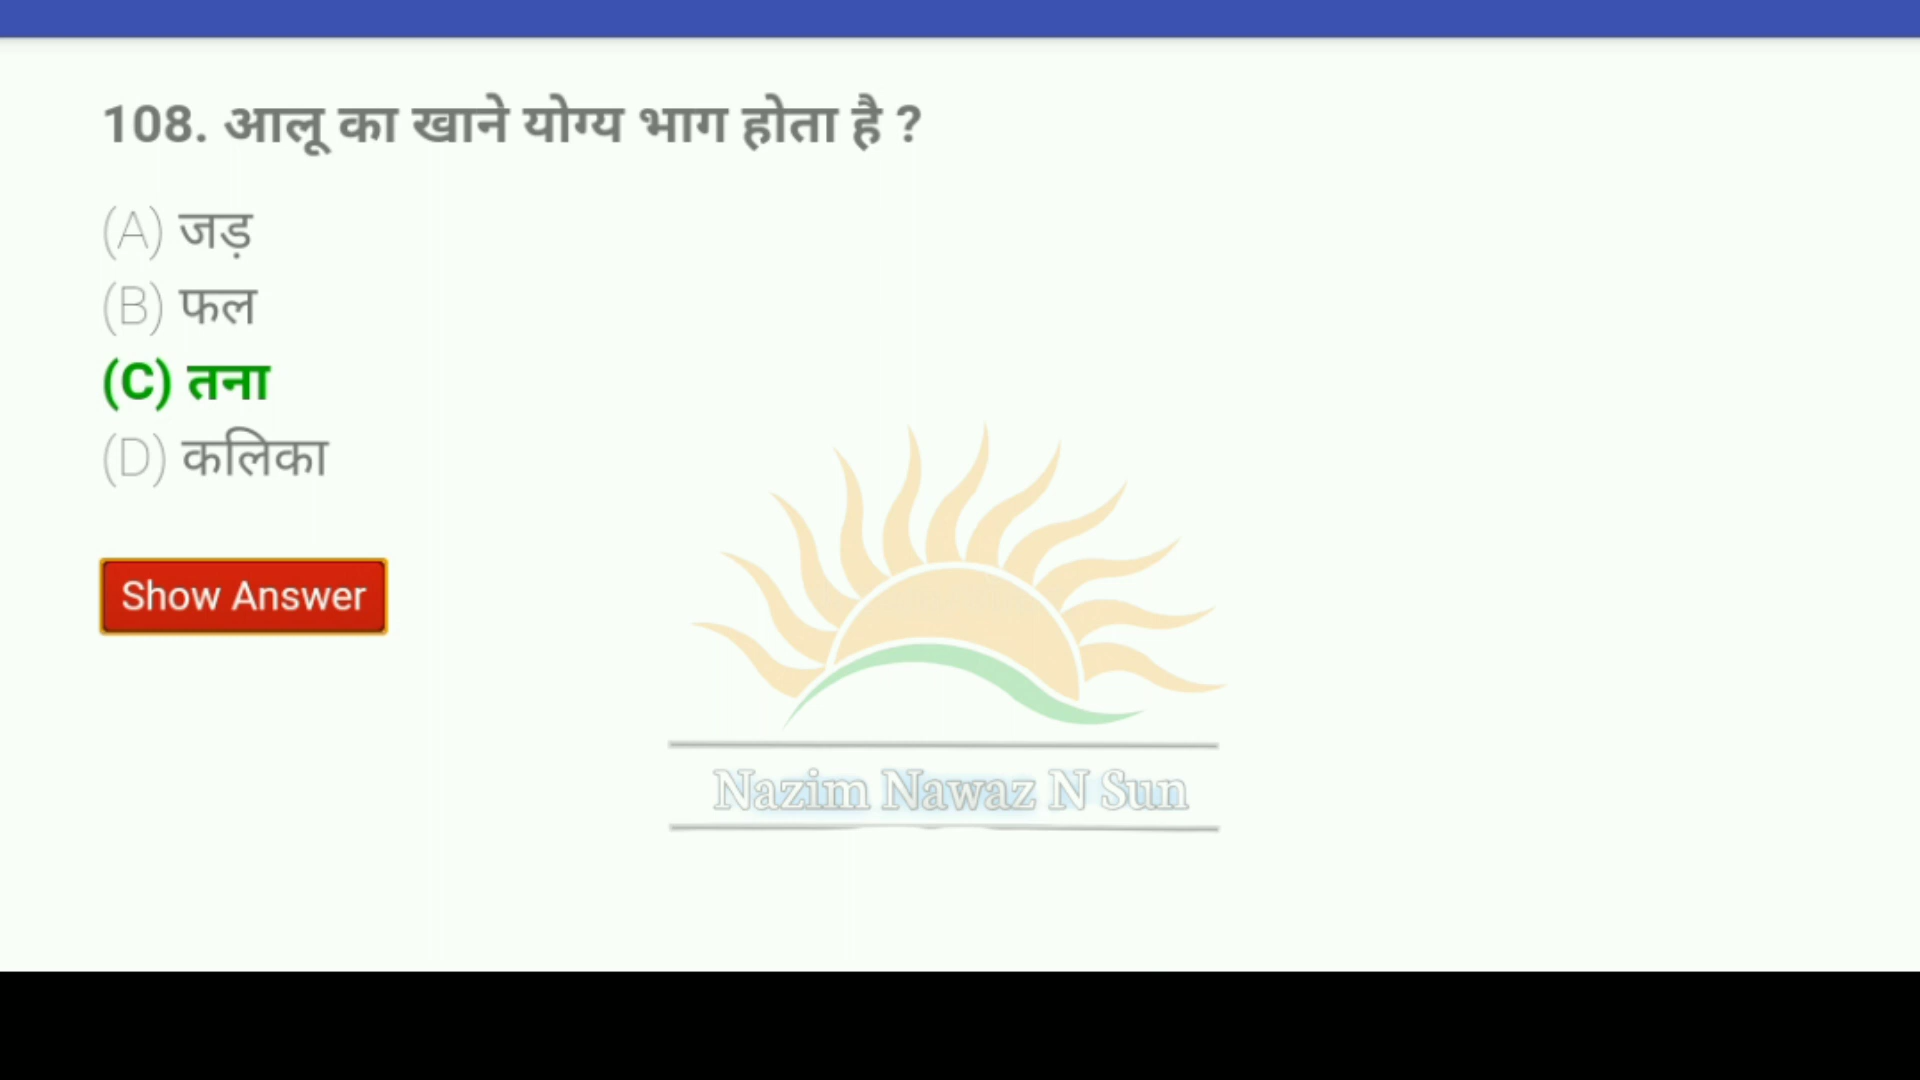 108. आलू का खाने योग्य भाग होता है ?
(A) जड़
(B) फल
(C) तना
(D) कलिका
Show Answer
Nazim Nawaz N Sun